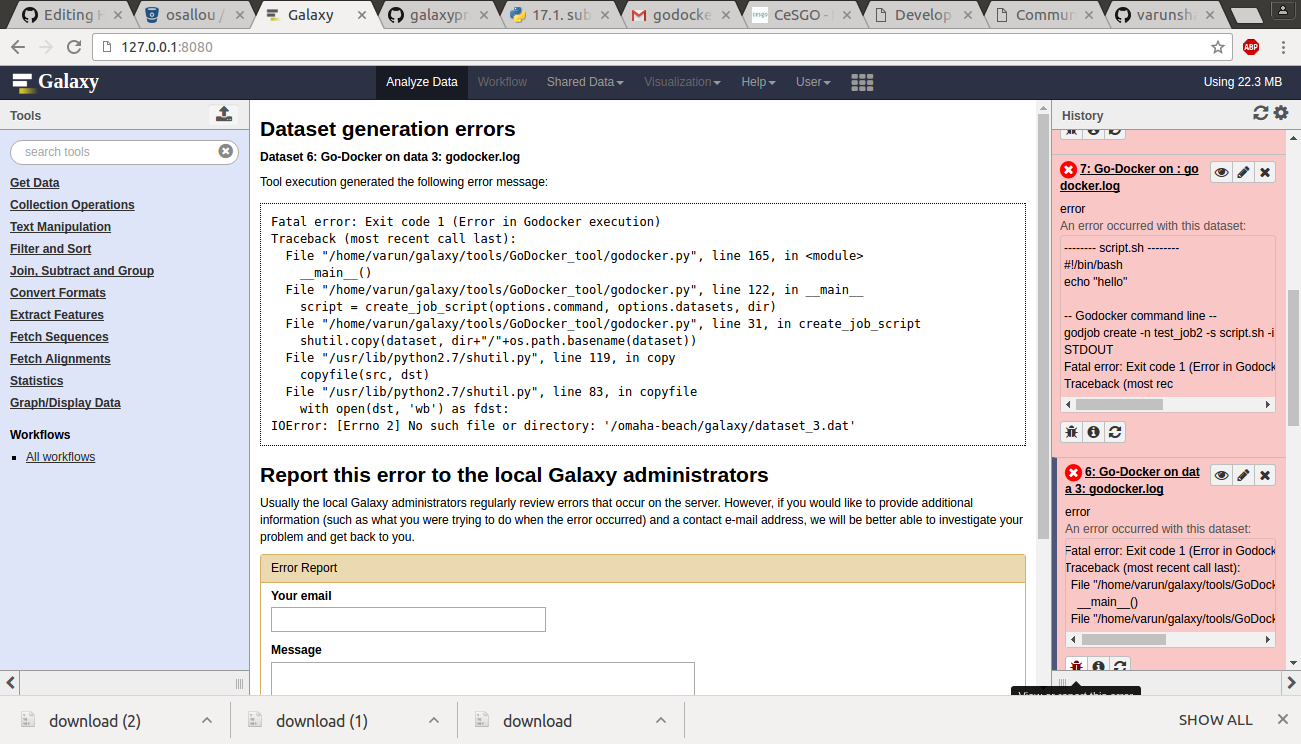 Editing H
osallou /
Galaxy
galaxypr
17.1. sub
godocke
CeSGO -
Develop
Commun
varunsha
127.0.0.1:8080
ABP
Galaxy
Analyze Data
Workflow
Shared Data
Visualization
Help
User
Using 22.3 MB
Tools
search tools
Get Data
Collection Operations
Text Manipulation
Filter and Sort
Join, Subtract and Group
Convert Formats
Extract Features
Fetch Sequences
Fetch Alignments
Statistics
Graph/Display Data
Workflows
All workflows
Dataset generation errors
Dataset 6: Go-Docker on data 3: godocker.log
Tool execution generated the following error message:
Fatal error: Exit code 1 (Error in Godocker execution)
Traceback (most recent call last):
File "/home/varun/galaxy/tools/GoDocker_tool/godocker.py", line 165, in <module>
__main__()
File "/home/varun/galaxy/tools/GoDocker_tool/godocker.py", line 122, in __main__
script = create_job_script(options.command, options.datasets, dir)
File "/home/varun/galaxy/tools/GoDocker_tool/godocker.py", line 31, in create_job_script
shutil.copy(dataset, dir+"/"+os.path.basename(dataset))
File "/usr/lib/python2.7/shutil.py", line 119, in copy
copyfile(src, dst)
File "/usr/lib/python2.7/shutil.py", line 83, in copyfile
with open(dst, 'wb') as fdst:
IOError: [Errno 2] No such file or directory: '/omaha-beach/galaxy/dataset_3.dat'
Report this error to the local Galaxy administrators
Usually the local Galaxy administrators regularly review errors that occur on the server. However, if you would like to provide additional
information (such as what you were trying to do when the error occurred) and a contact e-mail address, we will be better able to investigate your
problem and get back to you.
Error Report
Your email
Message
History
7: Go-Docker on : go
docker.log
error
An error occurred with this dataset:
-------- script.sh --------
#!/bin/bash
echo "hello"
-- Godocker command line --
godjob create -n test_job2 -s script.sh -i
STDOUT
Fatal error: Exit code 1 (Error in Godock
Traceback (most rec
6: Go-Docker on dat
a 3: godocker.log
error
An error occurred with this dataset:
Fatal error: Exit code 1 (Error in Godock
Traceback (most recent call last):
File "/home/varun/galaxy/tools/GoDock
__main__()
File "/home/varun/galaxy/tools/GoDock
download (2)
download (1)
download
SHOW ALL